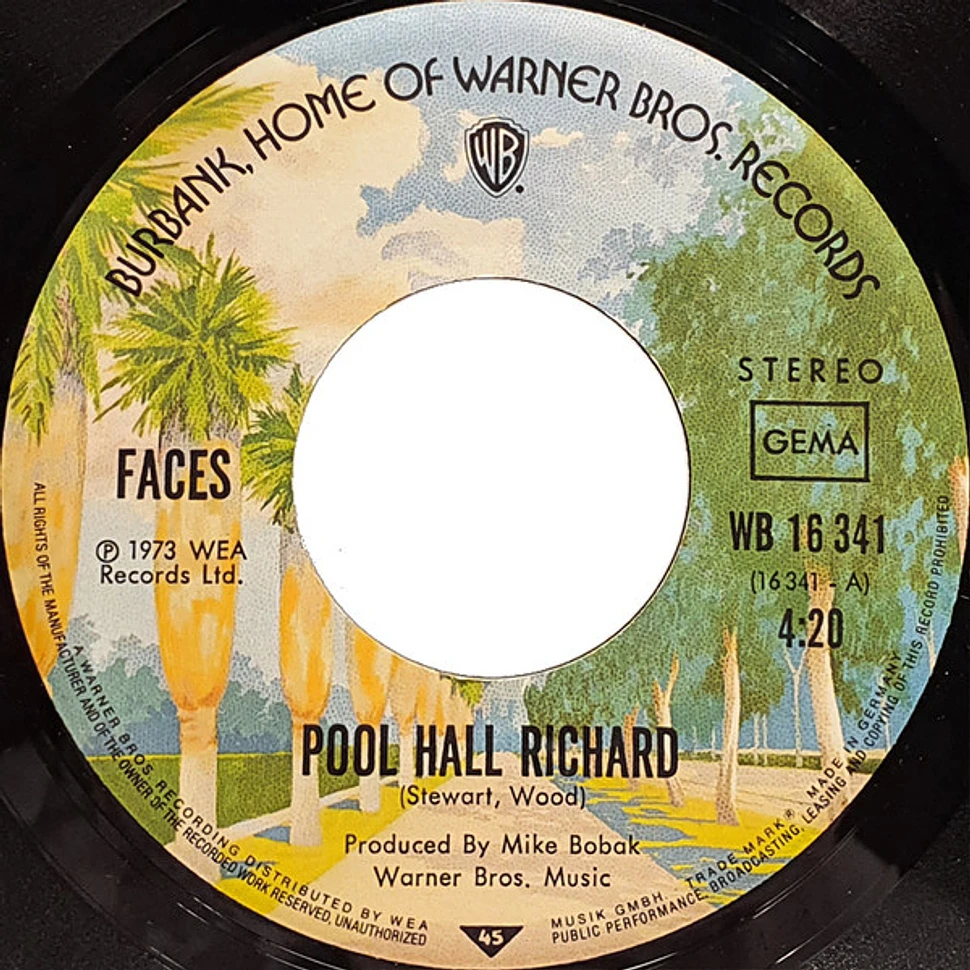 BURBANK, HOME OF WARNER BROS. RECORDS
WB.
STEREO
GEMA
FACES
℗ 1973 WEA
Records Ltd.
WB 16 341
(16 341 - A)
4:20
POOL HALL RICHARD
(Stewart, Wood)
Produced By Mike Bobak
Warner Bros. Music
45
ALL RIGHTS OF THE MANUFACTURER AND OF THE OWNER OF THE RECORDED WORK RESERVED, UNAUTHORIZED PUBLIC PERFORMANCE, BROADCASTING, LEASING AND COPYING OF THIS RECORD PROHIBITED
A WARNER BROS. RECORDING DISTRIBUTED BY WEA MUSIK GMBH. TRADE MARK® MADE IN GERMANY